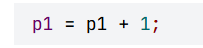 p1 = p1 + 1;